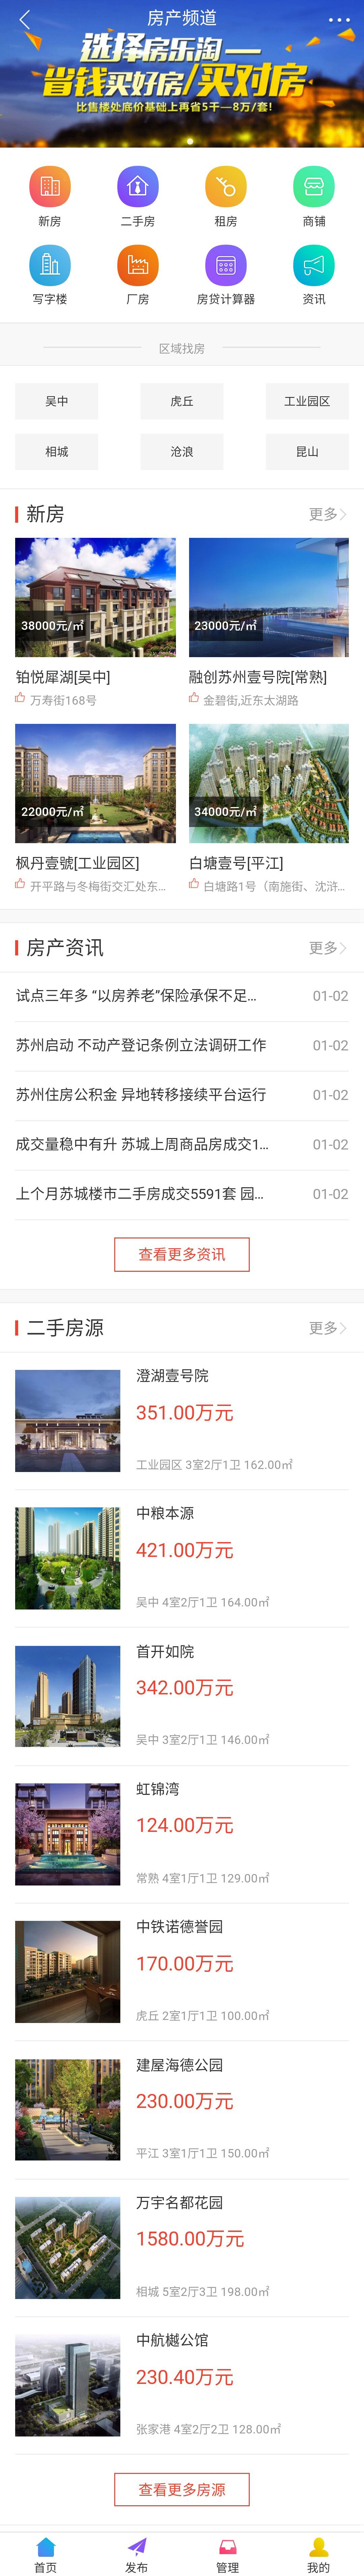 房产频道
选择房乐淘—
省钱买好房/买对房
比售楼处底价基础上再省5千—8万/套!
新房
二手房
租房
商铺
写字楼
厂房
房贷计算器
资讯
区域找房
吴中
虎丘
工业园区
相城
沧浪
昆山
新房
更多
38000元/㎡
23000元/㎡
铂悦犀湖[吴中]
融创苏州壹号院[常熟]
万寿街168号
金碧街,近东太湖路
22000元/㎡
34000元/㎡
枫丹壹號[工业园区]
白塘壹号[平江]
开平路与冬梅街交汇处东...
白塘路1号（南施街、沈浒...
房产资讯
更多
试点三年多 “以房养老”保险承保不足...
01-02
苏州启动 不动产登记条例立法调研工作
01-02
苏州住房公积金 异地转移接续平台运行
01-02
成交量稳中有升 苏城上周商品房成交1...
01-02
上个月苏城楼市二手房成交5591套 园...
01-02
查看更多资讯
二手房源
更多
澄湖壹号院
351.00万元
工业园区 3室2厅1卫 162.00㎡
中粮本源
421.00万元
吴中 4室2厅1卫 164.00㎡
首开如院
342.00万元
吴中 3室2厅1卫 146.00㎡
虹锦湾
124.00万元
常熟 4室1厅1卫 129.00㎡
中铁诺德誉园
170.00万元
虎丘 2室1厅1卫 100.00㎡
建屋海德公园
230.00万元
平江 3室1厅1卫 150.00㎡
万宇名都花园
1580.00万元
相城 5室2厅3卫 198.00㎡
中航樾公馆
230.40万元
张家港 4室2厅2卫 128.00㎡
查看更多房源
首页
发布
管理
我的